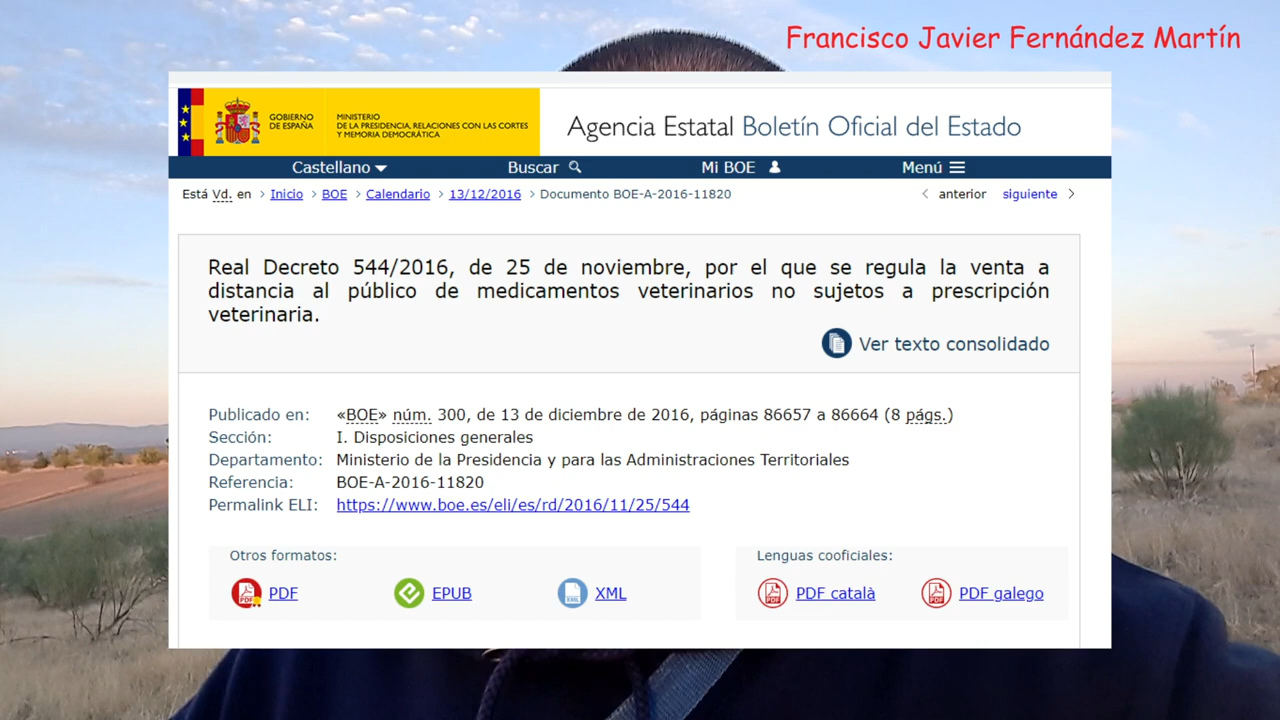 Francisco Javier Fernández Martín
GOBIERNO
DE ESPAÑA
MINISTERIO
DE LA PRESIDENCIA, RELACIONES CON LAS CORTES
Y MEMORIA DEMOCRÁTICA
Agencia Estatal Boletín Oficial del Estado
Castellano Buscar Mi BOE Menú
Está Vd. en > Inicio > BOE > Calendario > 13/12/2016 > Documento BOE-A-2016-11820 < anterior siguiente >
Real Decreto 544/2016, de 25 de noviembre, por el que se regula la venta a
distancia al público de medicamentos veterinarios no sujetos a prescripción
veterinaria.
Ver texto consolidado
Publicado en: «BOE» núm. 300, de 13 de diciembre de 2016, páginas 86657 a 86664 (8 págs.)
Sección: I. Disposiciones generales
Departamento: Ministerio de la Presidencia y para las Administraciones Territoriales
Referencia: BOE-A-2016-11820
Permalink ELI: https://www.boe.es/eli/es/rd/2016/11/25/544
Otros formatos: Lenguas cooficiales:
PDF EPUB XML PDF català PDF galego